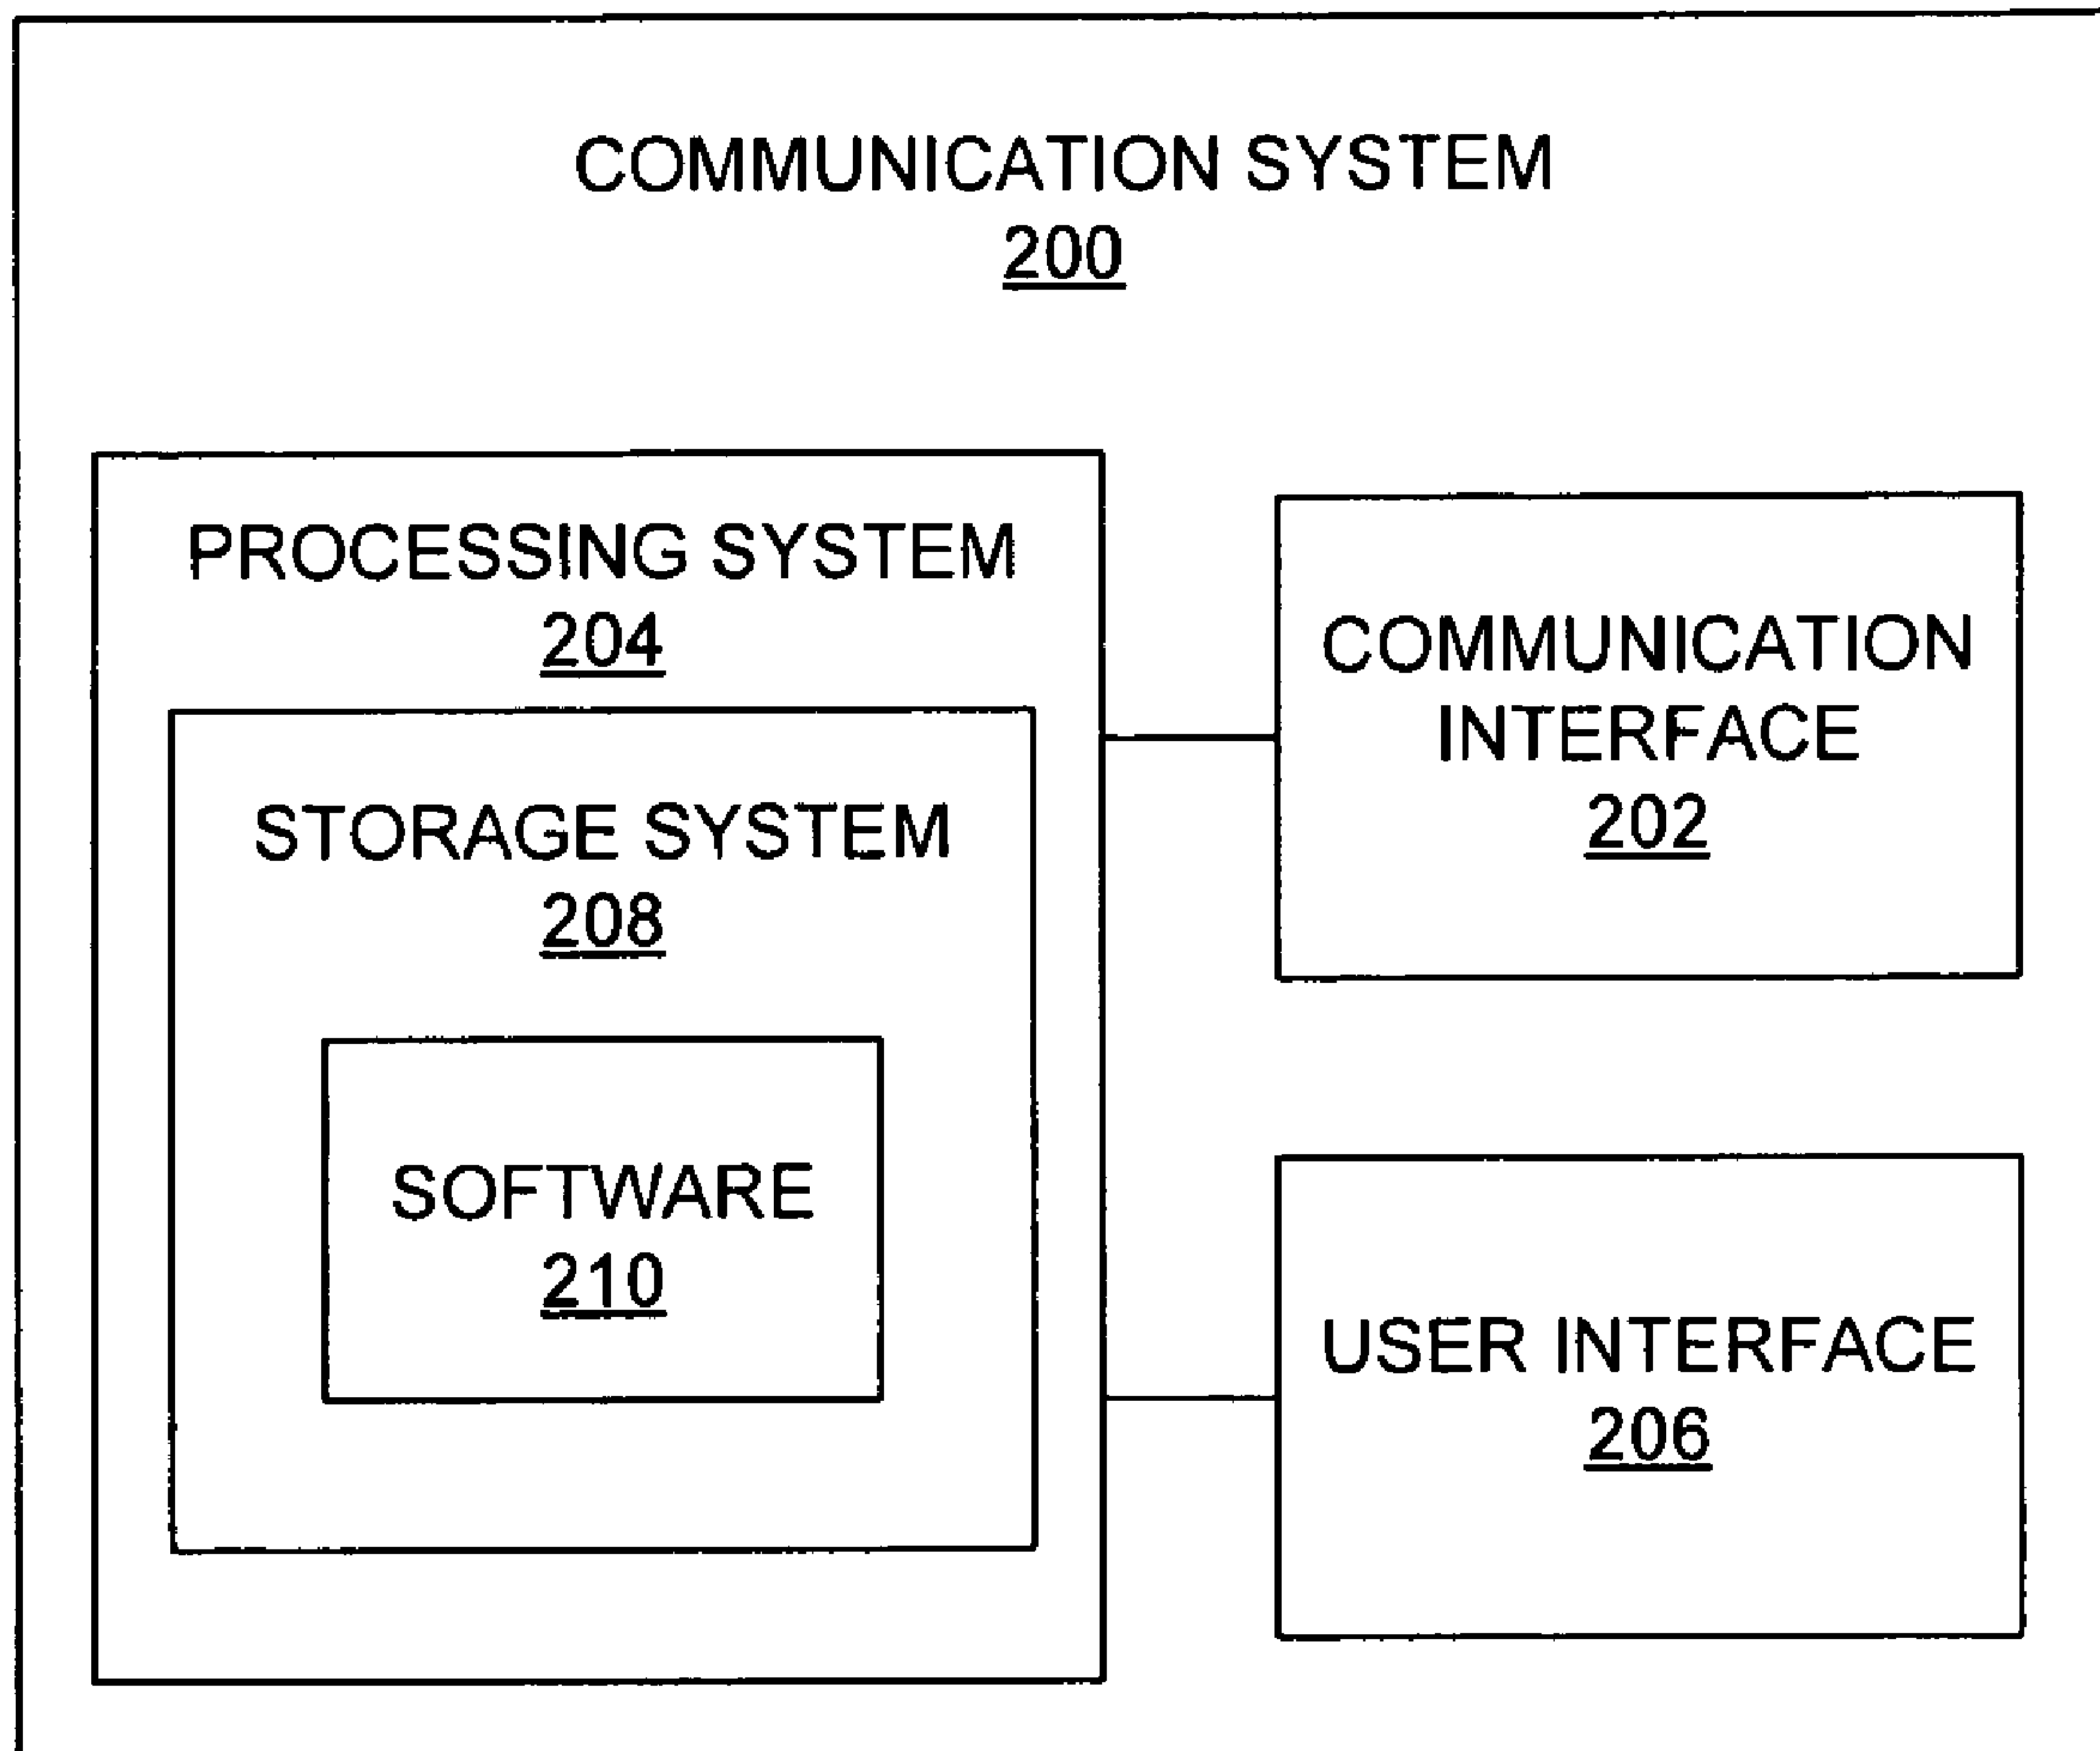 COMMUNICATION SYSTEM
200
PROCESSING SYSTEM
204
STORAGE SYSTEM
208
SOFTWARE
210
COMMUNICATION
INTERFACE
202
USER INTERFACE
206